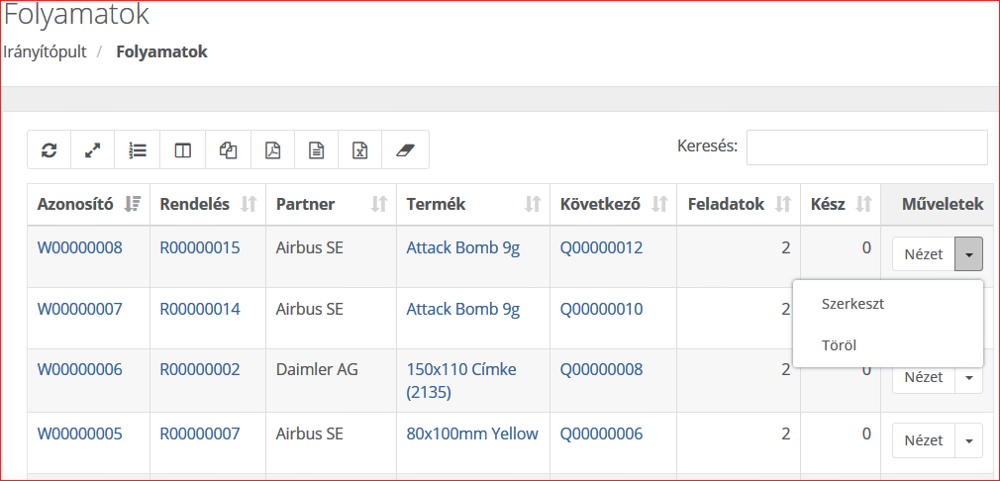 Folyamatok
Irányítópult / Folyamatok
Keresés:
Azonosító Rendelés Partner Termék Következő Feladatok Kész Műveletek
W00000008 R00000015 Airbus SE Attack Bomb 9g Q00000012 2 0 Nézet
Szerkeszt
Töröl
W00000007 R00000014 Airbus SE Attack Bomb 9g Q00000010 2
W00000006 R00000002 Daimler AG 150x110 Címke Q00000008 2 0 Nézet
(2135)
W00000005 R00000007 Airbus SE 80x100mm Yellow Q00000006 2 0 Nézet